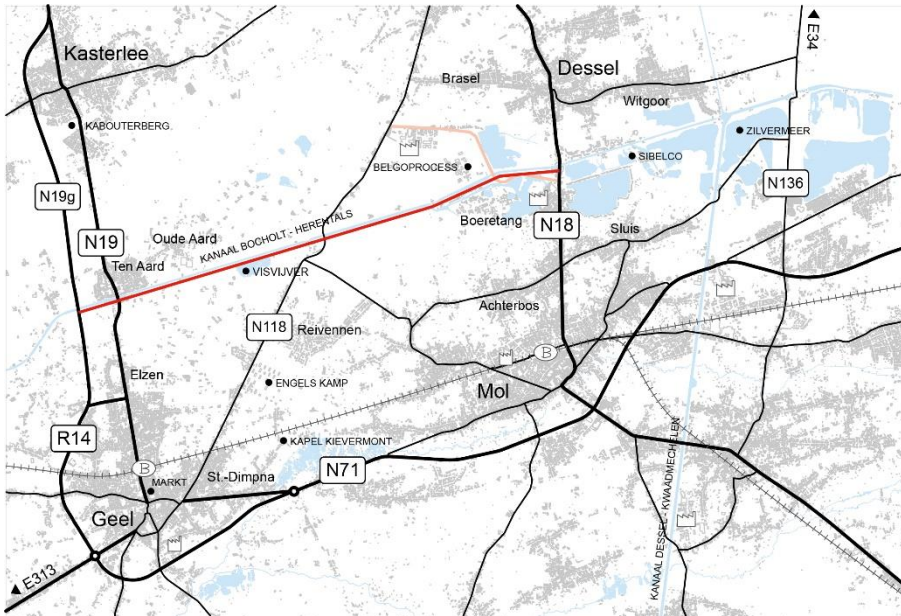 E34
Kasterlee
Dessel
Brasel
Witgoor
KABOUTERBERG
ZILVERMEER
SIBELCO
BELGOPROCESS
N136
N19g
N19
Oude Aard
KANAAL BOCHOLT - HERENTALS
Boeretang
N18
Sluis
Ten Aard
VISVIJVER
Achterbos
N118
Reivennen
B
Elzen
ENGELS KAMP
Mol
R14
KAPEL KIEVERMONT
B
St.-Dimpna
N71
MARKT
Geel
KANAAL DESSEL - KWAADMECHELEN
E313